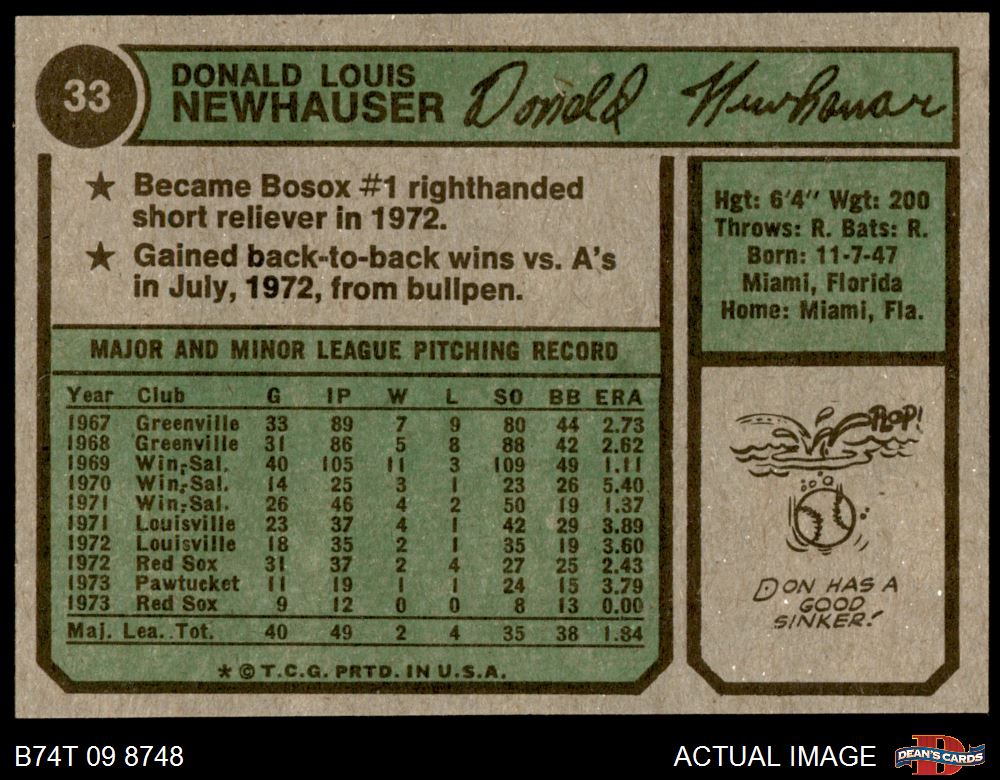 33
DONALD LOUIS
NEWHAUSER
Donald Newhauser
★ Became Bosox #1 righthanded
short reliever in 1972.
★ Gained back-to-back wins vs. A's
in July, 1972, from bullpen.
Hgt: 6'4" Wgt: 200
Throws: R. Bats: R.
Born: 11-7-47
Miami, Florida
Home: Miami, Fla.
MAJOR AND MINOR LEAGUE PITCHING RECORD
Year Club G IP W L SO BB ERA
1967 Greenville 33 89 7 9 80 44 2.73
1968 Greenville 31 86 5 8 88 42 2.62
1969 Win-Sal. 40 105 11 3 109 49 1.11
1970 Win-Sal. 14 25 3 1 23 26 5.40
1971 Win-Sal. 26 46 4 2 50 19 1.37
1971 Louisville 23 37 4 1 42 29 3.89
1972 Louisville 18 35 2 1 35 19 3.60
1972 Red Sox 31 37 2 4 27 25 2.43
1973 Pawtucket 11 19 1 1 24 15 3.79
1973 Red Sox 9 12 0 0 8 13 0.00
Maj. Lea. Tot. 40 49 2 4 35 38 1.84
★ © T.C.G. PRTD. IN U.S.A.
PLOP!
DON HAS A
GOOD
SINKER!
B74T 09 8748
ACTUAL IMAGE
DEAN'S CARDS